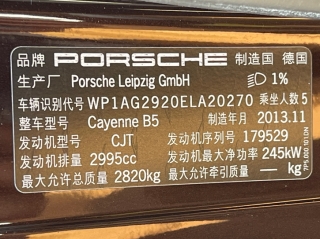 品牌 PORSCHE 制造国 德国
生产厂 Porsche Leipzig GmbH 1%
车辆识别代号 WP1AG2920ELA20270 乘坐人数 5
整车型号 Cayenne B5 制造年月 2013.11
发动机型号 CJT 发动机序列号 179529
发动机排量 2995cc 发动机最大净功率 245kW
最大允许总质量 2820kg 最大允许牵引质量 — kg